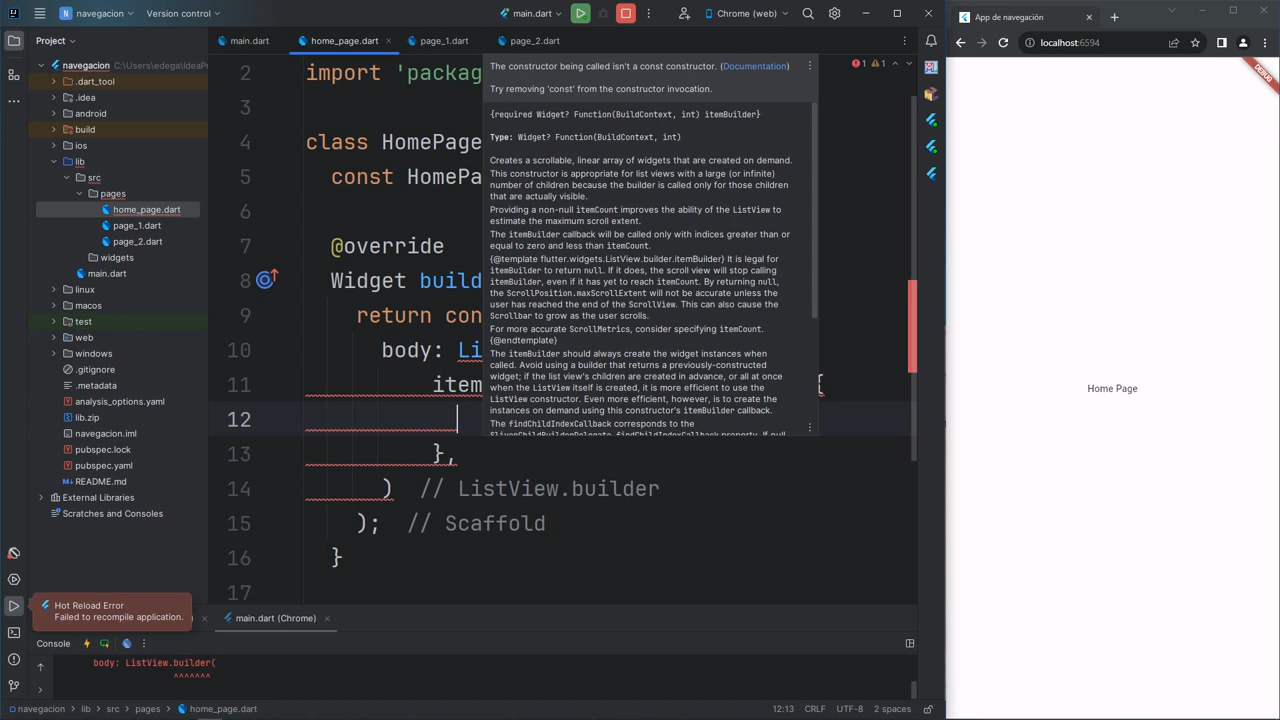 navegacion
Version control
main.dart
Chrome (web)
Project
main.dart
home_page.dart
page_1.dart
page_2.dart
navegacion C:\Users\edega\IdeaP
.dart_tool
.idea
android
build
ios
lib
src
pages
home_page.dart
page_1.dart
page_2.dart
widgets
main.dart
linux
macos
test
web
windows
.gitignore
.metadata
analysis_options.yaml
lib.zip
navegacion.iml
pubspec.lock
pubspec.yaml
README.md
External Libraries
Scratches and Consoles
2 import 'packag
3
4 class HomePage
5 const HomePa
6
7 @override
8 Widget build
9 return con
10 body: Li
11 item {
12
13 },
14 ) // ListView.builder
15 ); // Scaffold
16 }
17
1 1
The constructor being called isn't a const constructor. (Documentation)
Try removing 'const' from the constructor invocation.
{required Widget? Function(BuildContext, int) itemBuilder}
Type: Widget? Function(BuildContext, int)
Creates a scrollable, linear array of widgets that are created on demand.
This constructor is appropriate for list views with a large (or infinite)
number of children because the builder is called only for those children
that are actually visible.
Providing a non-null itemCount improves the ability of the ListView to
estimate the maximum scroll extent.
The itemBuilder callback will be called only with indices greater than or
equal to zero and less than itemCount.
{@template flutter.widgets.ListView.builder.itemBuilder} It is legal for
itemBuilder to return null. If it does, the scroll view will stop calling
itemBuilder, even if it has yet to reach itemCount. By returning null,
the ScrollPosition.maxScrollExtent will not be accurate unless the
user has reached the end of the ScrollView. This can also cause the
Scrollbar to grow as the user scrolls.
For more accurate ScrollMetrics, consider specifying itemCount.
{@endtemplate}
The itemBuilder should always create the widget instances when
called. Avoid using a builder that returns a previously-constructed
widget; if the list view's children are created in advance, or all at once
when the ListView itself is created, it is more efficient to use the
ListView constructor. Even more efficient, however, is to create the
instances on demand using this constructor's itemBuilder callback.
The findChildIndexCallback corresponds to the
SliverChildBuilderDelegate.findChildIndexCallback property. If null
Hot Reload Error
Failed to recompile application.
main.dart (Chrome)
Console
body: ListView.builder(
^^^^^^^
navegacion
lib
src
pages
home_page.dart
12:13
CRLF
UTF-8
2 spaces
App de navegación
localhost:6594
DEBUG
Home Page